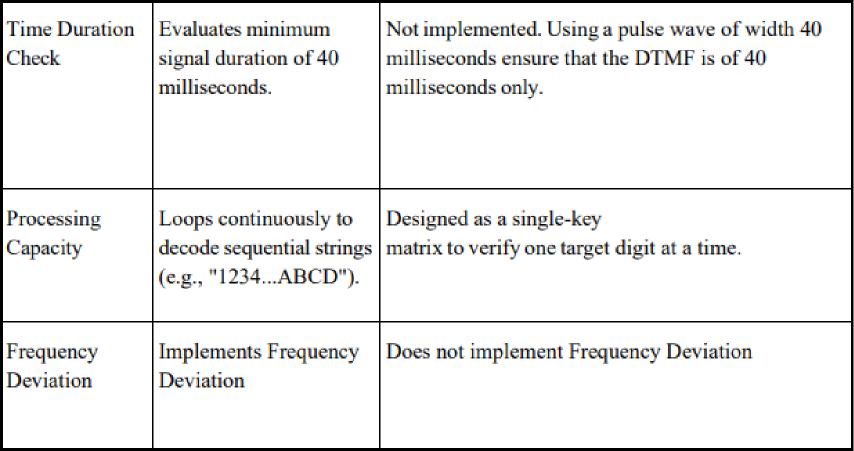 Time Duration
Check
Evaluates minimum
signal duration of 40
milliseconds.
Not implemented. Using a pulse wave of width 40
milliseconds ensure that the DTMF is of 40
milliseconds only.
Processing
Capacity
Loops continuously to
decode sequential strings
(e.g., "1234...ABCD").
Designed as a single-key
matrix to verify one target digit at a time.
Frequency
Deviation
Implements Frequency
Deviation
Does not implement Frequency Deviation